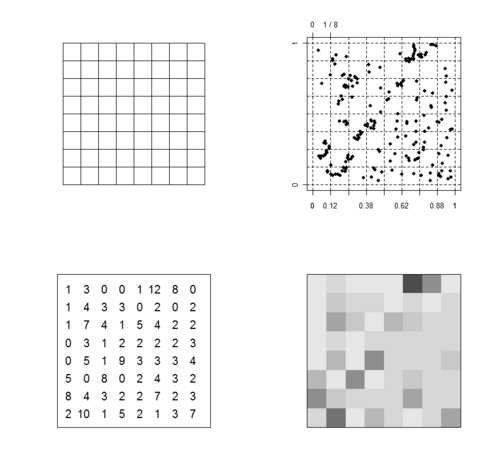 0 1 / 8
1
0
0 0.12 0.38 0.62 0.88 1
1 3 0 0 1 12 8 0
1 4 3 3 0 2 0 2
1 7 4 1 5 4 2 2
0 3 1 2 2 2 2 3
0 5 1 9 3 3 3 4
5 0 8 0 2 4 3 2
8 4 3 2 2 7 2 3
2 10 1 5 2 1 3 7